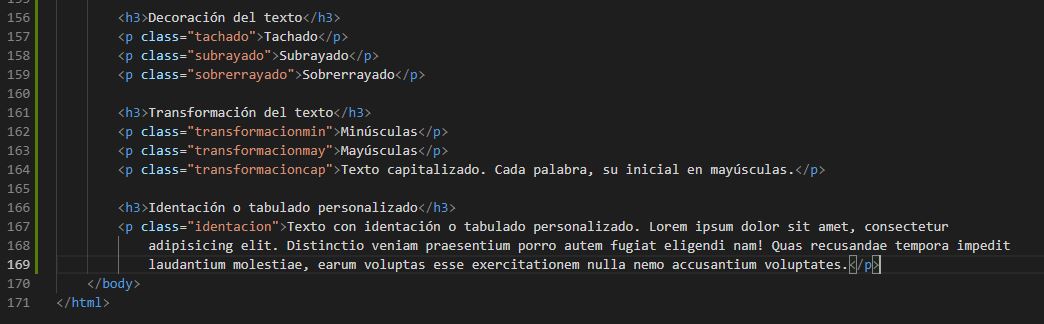 156 <h3>Decoración del texto</h3>
157 <p class="tachado">Tachado</p>
158 <p class="subrayado">Subrayado</p>
159 <p class="sobrerrayado">Sobrerrayado</p>
160
161 <h3>Transformación del texto</h3>
162 <p class="transformacionmin">Minúsculas</p>
163 <p class="transformacionmay">Mayúsculas</p>
164 <p class="transformacioncap">Texto capitalizado. Cada palabra, su inicial en mayúsculas.</p>
165
166 <h3>Identación o tabulado personalizado</h3>
167 <p class="identacion">Texto con identación o tabulado personalizado. Lorem ipsum dolor sit amet, consectetur
168 adipisicing elit. Distinctio veniam praesentium porro autem fugiat eligendi nam! Quas recusandae tempora impedit
169 laudantium molestiae, earum voluptas esse exercitationem nulla nemo accusantium voluptates.</p>
170 </body>
171 </html>